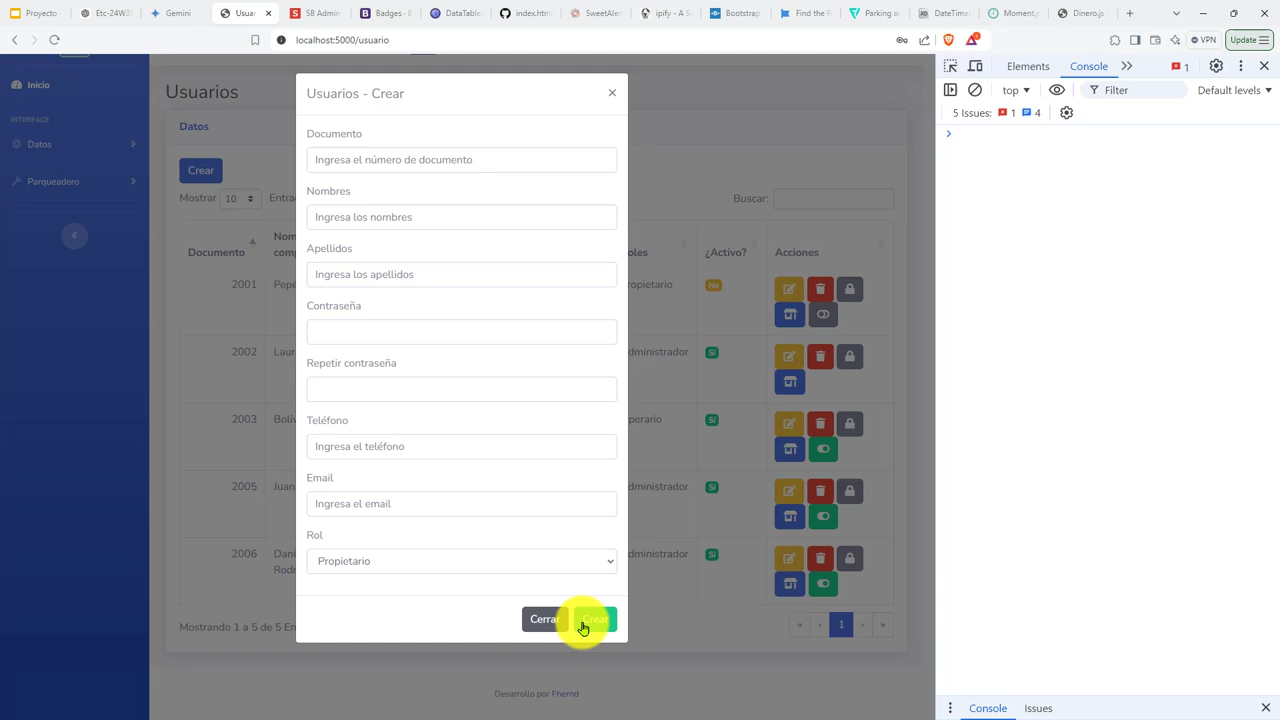 Proyecto
Etc-24W3
Gemini
Usuar
SB Admin
Badges - B
DataTable
index.htm
SweetAler
ipify - A S
Bootstrap
Find the F
Parking ar
DateTime
Moment.j
Dinero.js -
localhost:5000/usuario
VPN
Update
Elements
Console
1
top
Filter
Default levels
5 Issues:
1
4
Inicio
INTERFACE
Datos
Parqueadero
Usuarios
Datos
Crear
Mostrar
10
Entra
Buscar:
Documento
Nom
comp
oles
¿Activo?
Acciones
2001
Pepe
ropietario
No
2002
Laur
dministrador
Sí
2003
Bolív
perario
Sí
2005
Juana
dministrador
Sí
2006
Dani
Rodr
dministrador
Sí
Mostrando 1 a 5 de 5 En
«
‹
1
›
»
Desarrollo por Fhernd
Usuarios - Crear
×
Documento
Ingresa el número de documento
Nombres
Ingresa los nombres
Apellidos
Ingresa los apellidos
Contraseña
Repetir contraseña
Teléfono
Ingresa el teléfono
Email
Ingresa el email
Rol
Propietario
Cerrar
Crear
Console
Issues